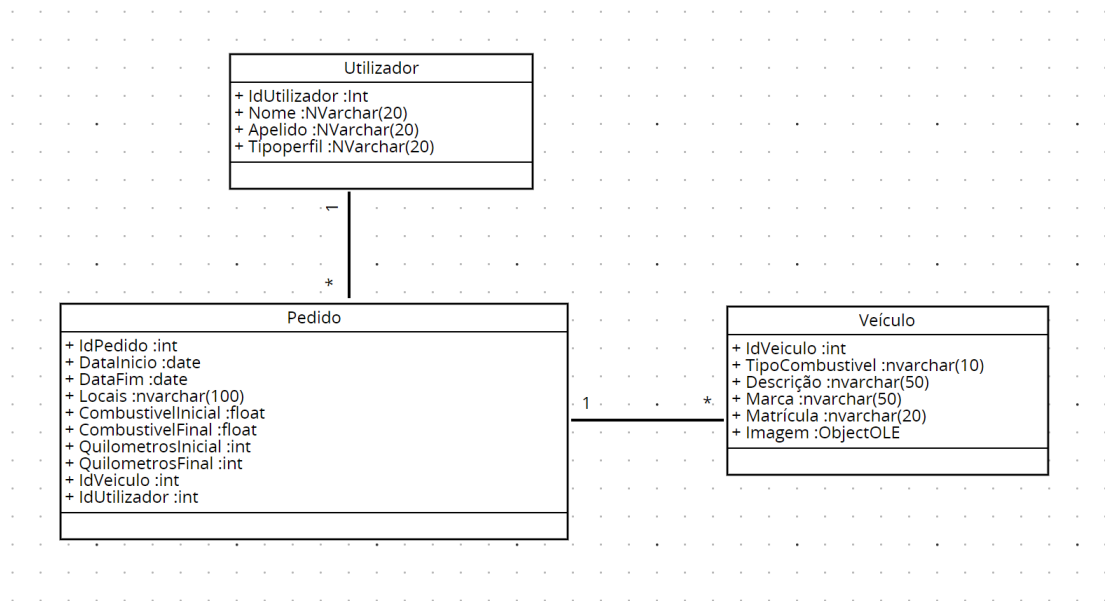 Utilizador
+ IdUtilizador :Int
+ Nome :NVarchar(20)
+ Apelido :NVarchar(20)
+ Tipoperfil :NVarchar(20)
1
*
Pedido
+ IdPedido :int
+ DataInicio :date
+ DataFim :date
+ Locais :nvarchar(100)
+ CombustivelInicial :float
+ CombustivelFinal :float
+ QuilometrosInicial :int
+ QuilometrosFinal :int
+ IdVeiculo :int
+ IdUtilizador :int
1
*
Veículo
+ IdVeiculo :int
+ TipoCombustivel :nvarchar(10)
+ Descrição :nvarchar(50)
+ Marca :nvarchar(50)
+ Matrícula :nvarchar(20)
+ Imagem :ObjectOLE